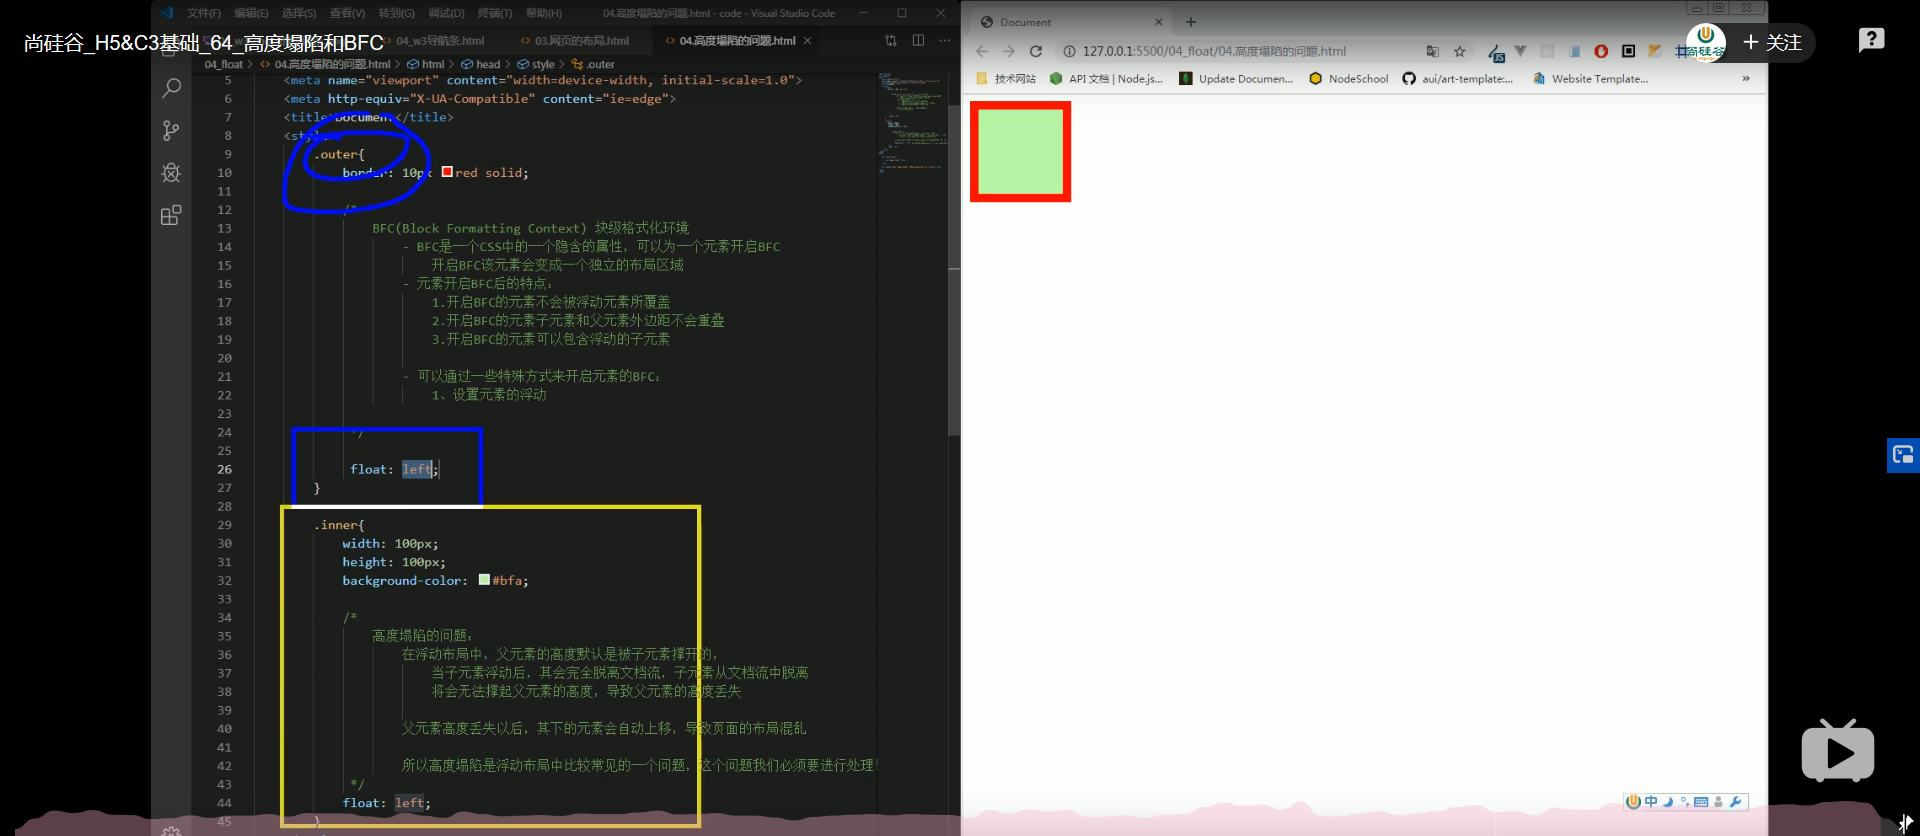 尚硅谷_H5&C3基础_64_高度塌陷和BFC
文件(F) 编辑(E) 选择(S) 查看(V) 转到(G) 调试(D) 终端(T) 帮助(H) 04.高度塌陷的问题.html - code - Visual Studio Code
04_w3导航条.html 03.网页的布局.html 04.高度塌陷的问题.html
04_float > 04.高度塌陷的问题.html > html > head > style > .outer
5 <meta name="viewport" content="width=device-width, initial-scale=1.0">
6 <meta http-equiv="X-UA-Compatible" content="ie=edge">
7 <title>Document</title>
8 <style>
9 .outer{
10 border: 10px red solid;
11
12 /*
13 BFC(Block Formatting Context) 块级格式化环境
14 - BFC是一个CSS中的一个隐含的属性，可以为一个元素开启BFC
15 开启BFC该元素会变成一个独立的布局区域
16 - 元素开启BFC后的特点：
17 1.开启BFC的元素不会被浮动元素所覆盖
18 2.开启BFC的元素子元素和父元素外边距不会重叠
19 3.开启BFC的元素可以包含浮动的子元素
20
21 - 可以通过一些特殊方式来开启元素的BFC：
22 1、设置元素的浮动
23
24 */
25
26 float: left;
27 }
28
29 .inner{
30 width: 100px;
31 height: 100px;
32 background-color: #bfa;
33
34 /*
35 高度塌陷的问题：
36 在浮动布局中，父元素的高度默认是被子元素撑开的，
37 当子元素浮动后，其会完全脱离文档流，子元素从文档流中脱离
38 将会无法撑起父元素的高度，导致父元素的高度丢失
39
40 父元素高度丢失以后，其下的元素会自动上移，导致页面的布局混乱
41
42 所以高度塌陷是浮动布局中比较常见的一个问题，这个问题我们必须要进行处理！
43 */
44 float: left;
45 }
Document
127.0.0.1:5500/04_float/04.高度塌陷的问题.html
技术网站 API 文档 | Node.js... Update Documen... NodeSchool aui/art-template:... Website Template... »
尚硅谷
+ 关注
中